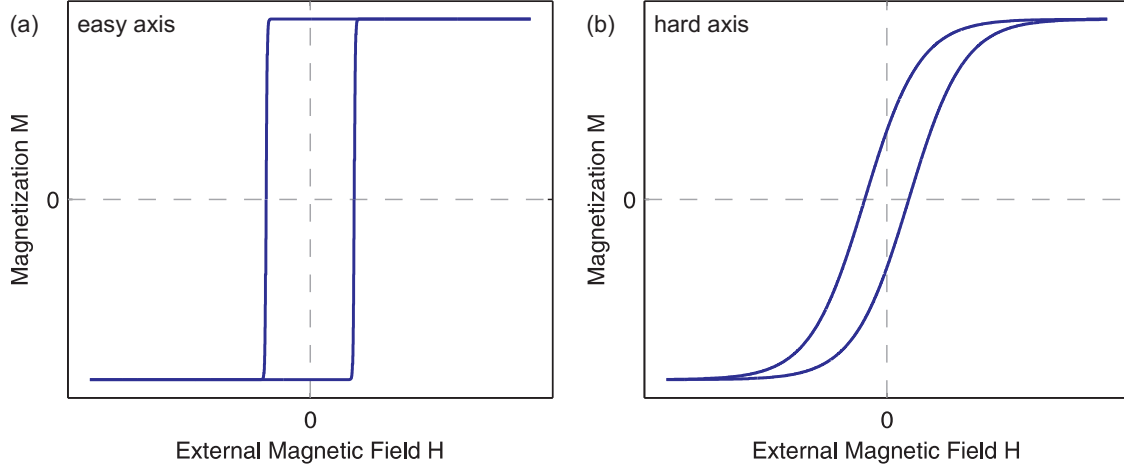 (a) easy axis
Magnetization M
0
0
External Magnetic Field H
(b) hard axis
Magnetization M
0
0
External Magnetic Field H